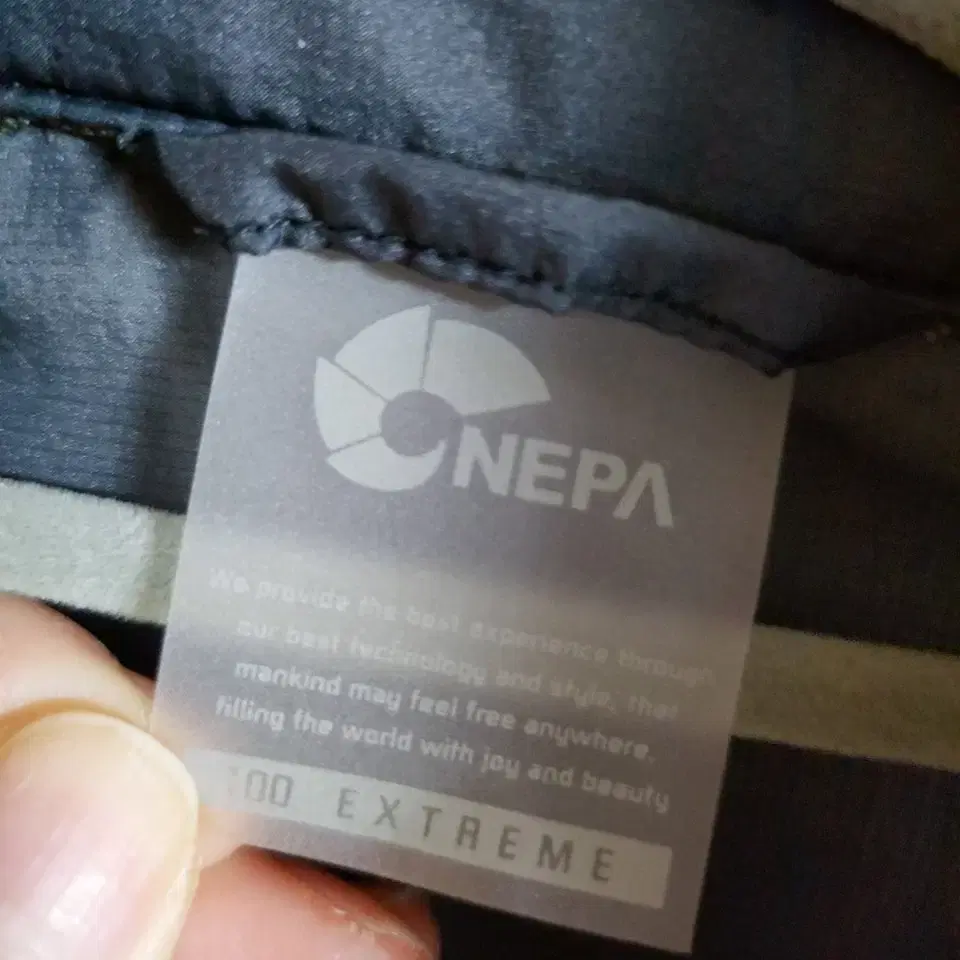 NEPA
We provide the best experience through
our best technology and style, that
mankind may feel free anywhere,
filling the world with joy and beauty
100 EXTREME